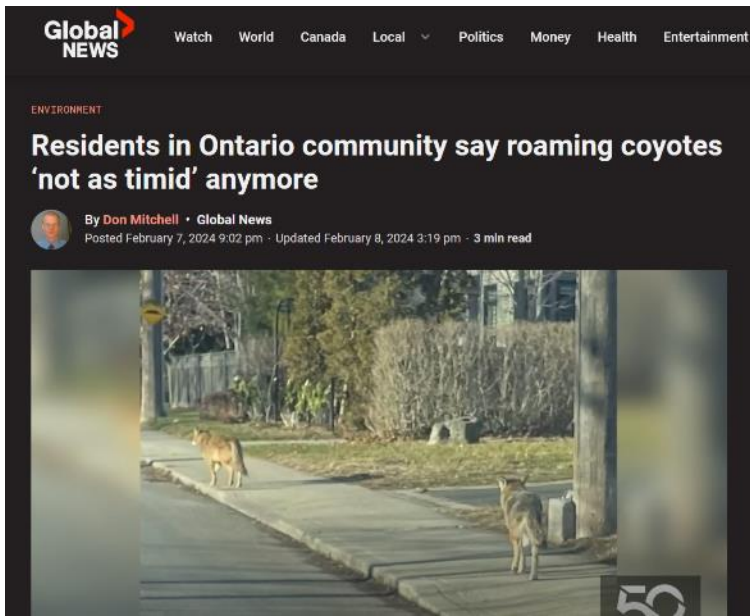 Global
NEWS
Watch World Canada Local Politics Money Health Entertainment
ENVIRONMENT
Residents in Ontario community say roaming coyotes
‘not as timid’ anymore
By Don Mitchell • Global News
Posted February 7, 2024 9:02 pm · Updated February 8, 2024 3:19 pm · 3 min read
50